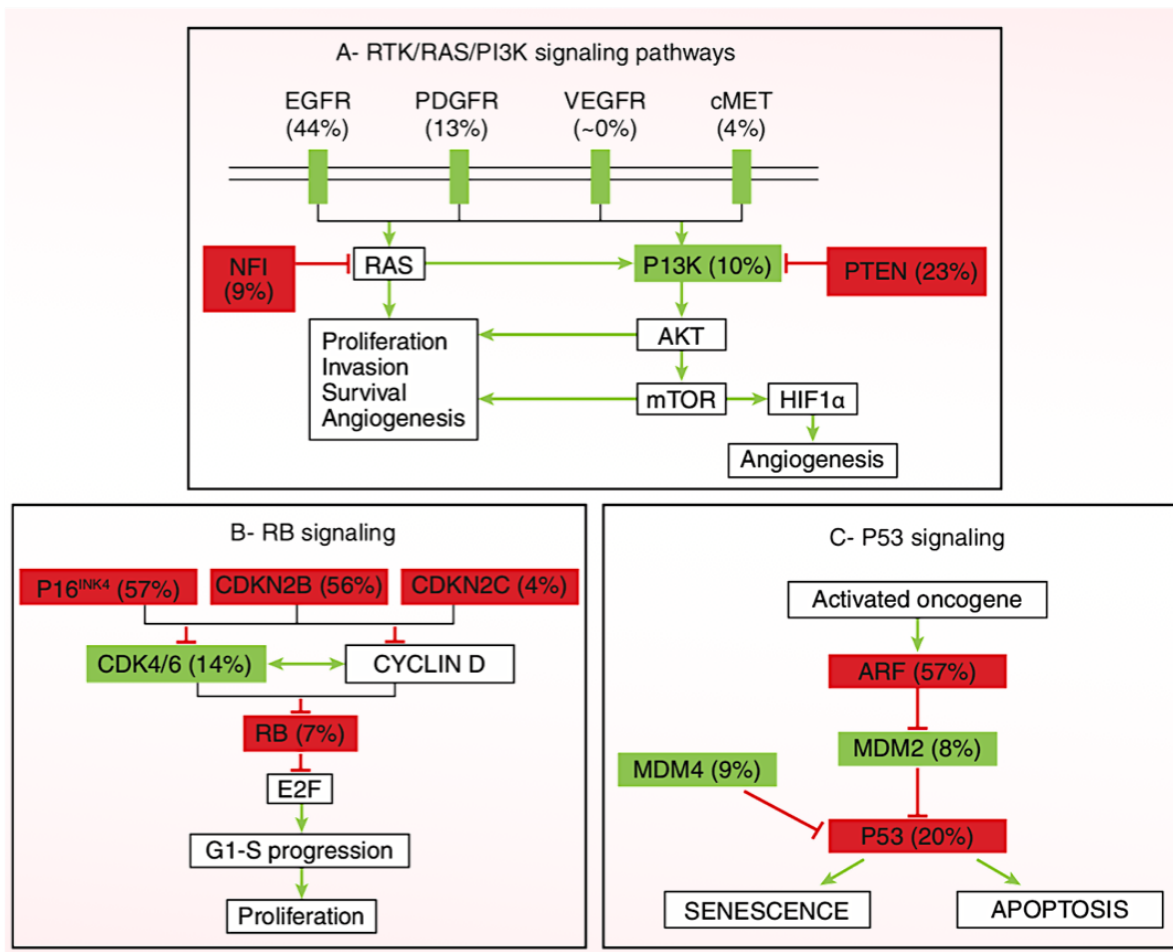 A- RTK/RAS/PI3K signaling pathways
EGFR
(44%)
PDGFR
(13%)
VEGFR
(~0%)
cMET
(4%)
NFI
(9%)
RAS
P13K (10%)
PTEN (23%)
Proliferation
Invasion
Survival
Angiogenesis
AKT
mTOR
HIF1α
Angiogenesis
B- RB signaling
P16INK4 (57%)
CDKN2B (56%)
CDKN2C (4%)
CDK4/6 (14%)
CYCLIN D
RB (7%)
E2F
G1-S progression
Proliferation
C- P53 signaling
Activated oncogene
ARF (57%)
MDM2 (8%)
MDM4 (9%)
P53 (20%)
SENESCENCE
APOPTOSIS